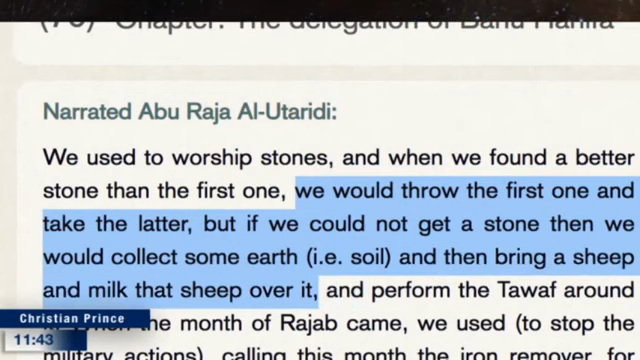 Chapter: The delegation of Banu Hanifa
Narrated Abu Raja Al-Utaridi:
We used to worship stones, and when we found a better
stone than the first one, we would throw the first one and
take the latter, but if we could not get a stone then we
would collect some earth (i.e. soil) and then bring a sheep
and milk that sheep over it, and perform the Tawaf around
the month of Rajab came, we used (to stop the
military actions), calling this month the iron remover, for
Christian Prince
11:43